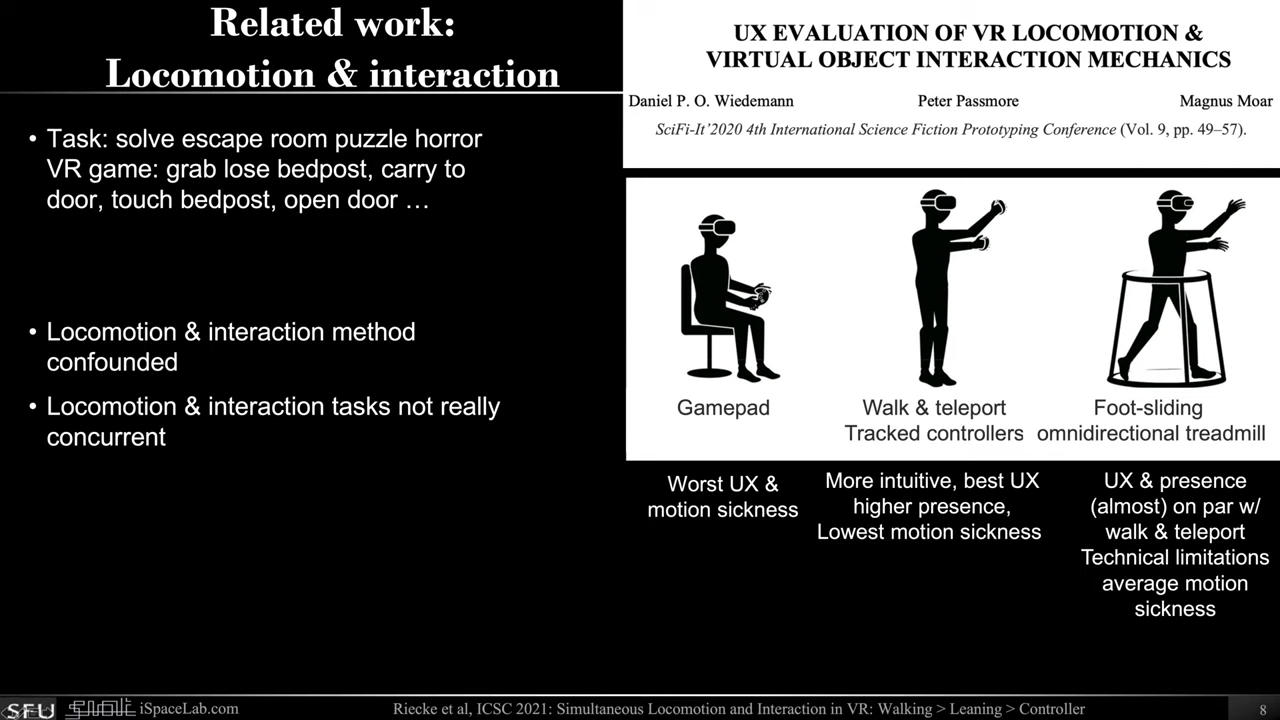 Related work:
Locomotion & interaction
• Task: solve escape room puzzle horror
VR game: grab lose bedpost, carry to
door, touch bedpost, open door …
• Locomotion & interaction method
confounded
• Locomotion & interaction tasks not really
concurrent
UX EVALUATION OF VR LOCOMOTION &
VIRTUAL OBJECT INTERACTION MECHANICS
Daniel P. O. Wiedemann Peter Passmore Magnus Moar
SciFi-It’2020 4th International Science Fiction Prototyping Conference (Vol. 9, pp. 49–57).
Gamepad
Walk & teleport
Tracked controllers
Foot-sliding
omnidirectional treadmill
Worst UX &
motion sickness
More intuitive, best UX
higher presence,
Lowest motion sickness
UX & presence
(almost) on par w/
walk & teleport
Technical limitations
average motion
sickness
SFU iSpaceLab.com
Riecke et al, ICSC 2021: Simultaneous Locomotion and Interaction in VR: Walking > Leaning > Controller
8